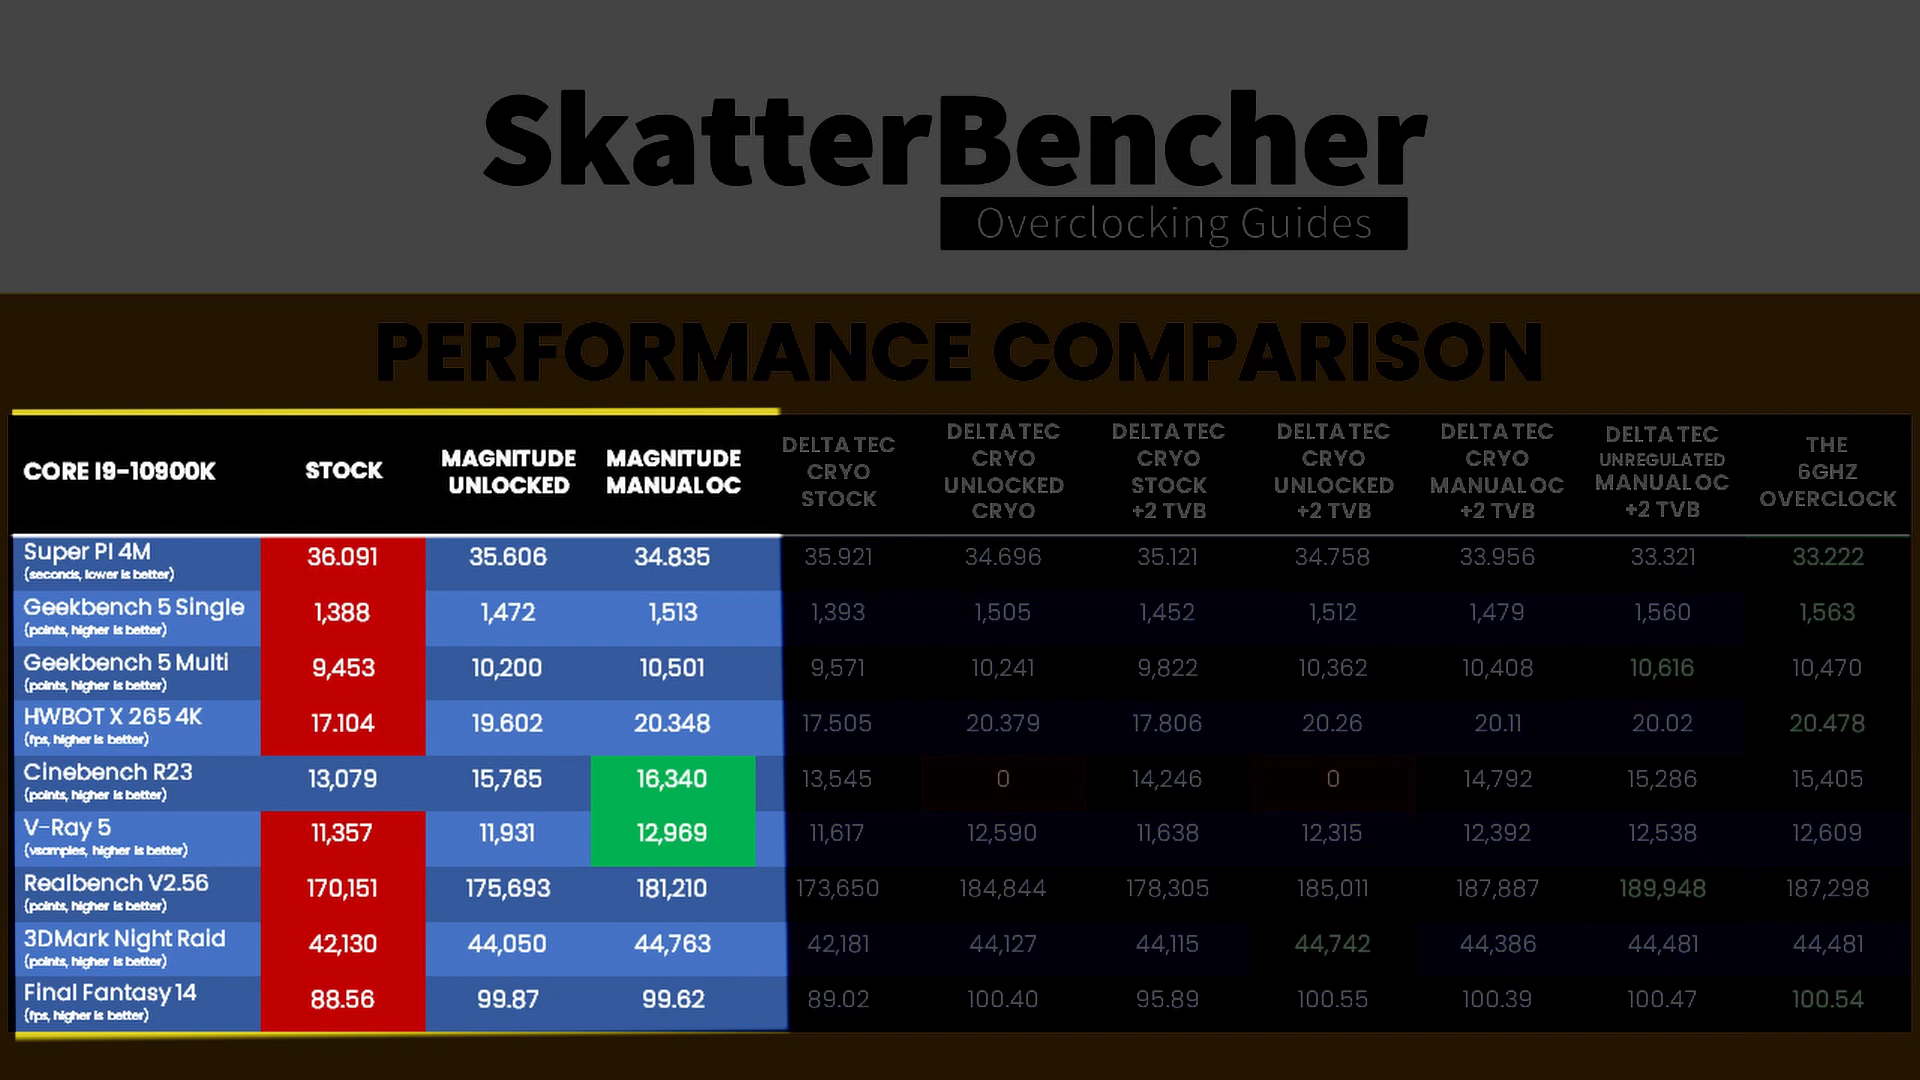 SkatterBencher
Overclocking Guides
PERFORMANCE COMPARISON
CORE I9-10900K STOCK MAGNITUDE UNLOCKED MAGNITUDE MANUAL OC DELTA TEC CRYO STOCK DELTA TEC CRYO UNLOCKED CRYO DELTA TEC CRYO STOCK +2 TVB DELTA TEC CRYO UNLOCKED +2 TVB DELTA TEC CRYO MANUAL OC +2 TVB DELTA TEC UNREGULATED MANUAL OC +2 TVB THE 6GHZ OVERCLOCK
Super PI 4M 36.091 35.606 34.835 35.921 34.696 35.121 34.758 33.956 33.321 33.222
(seconds, lower is better)
Geekbench 5 Single 1,388 1,472 1,513 1,393 1,505 1,452 1,512 1,479 1,560 1,563
(points, higher is better)
Geekbench 5 Multi 9,453 10,200 10,501 9,571 10,241 9,822 10,362 10,408 10,616 10,470
(points, higher is better)
HWBOT X 265 4K 17.104 19.602 20.348 17.505 20.379 17.806 20.26 20.11 20.02 20.478
(fps, higher is better)
Cinebench R23 13,079 15,765 16,340 13,545 0 14,246 0 14,792 15,286 15,405
(points, higher is better)
V-Ray 5 11,357 11,931 12,969 11,617 12,590 11,638 12,315 12,392 12,538 12,609
(vsamples, higher is better)
Realbench V2.56 170,151 175,693 181,210 173,650 184,844 178,305 185,011 187,887 189,948 187,298
(points, higher is better)
3DMark Night Raid 42,130 44,050 44,763 42,181 44,127 44,115 44,742 44,386 44,481 44,481
(points, higher is better)
Final Fantasy 14 88.56 99.87 99.62 89.02 100.40 95.89 100.55 100.39 100.47 100.54
(fps, higher is better)